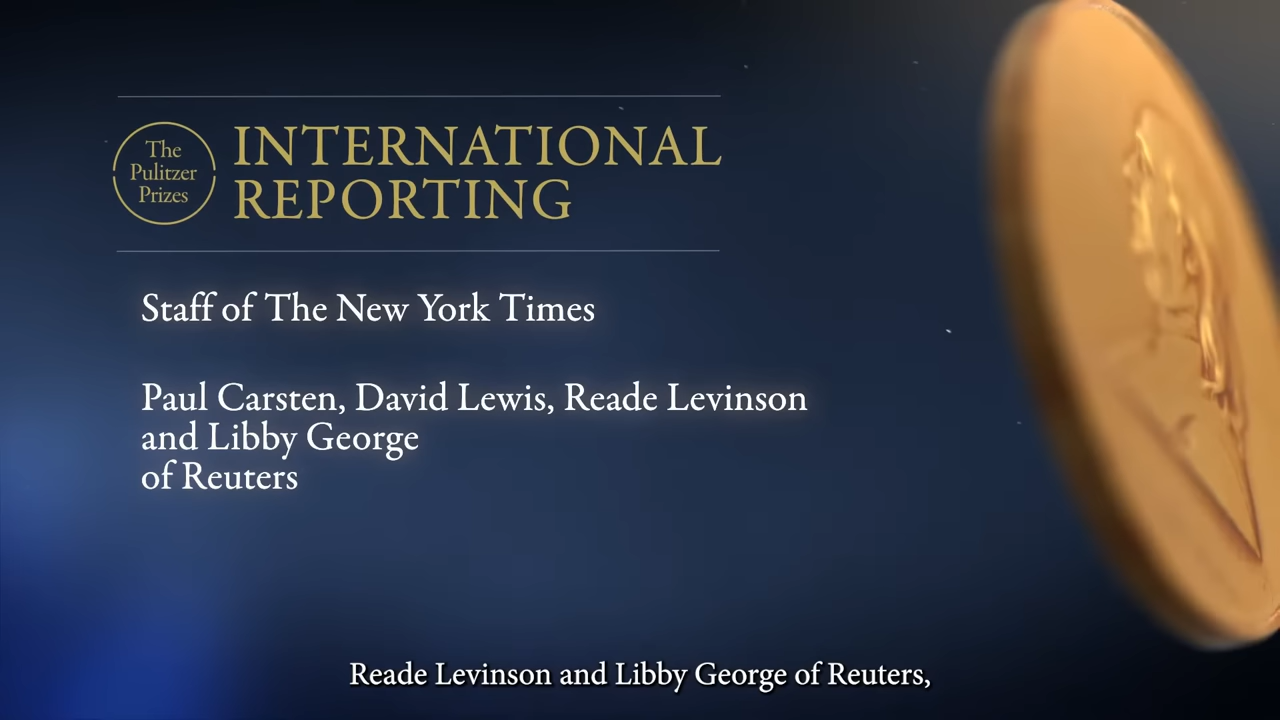 The
Pulitzer
Prizes
INTERNATIONAL
REPORTING
Staff of The New York Times
Paul Carsten, David Lewis, Reade Levinson
and Libby George
of Reuters
Reade Levinson and Libby George of Reuters,